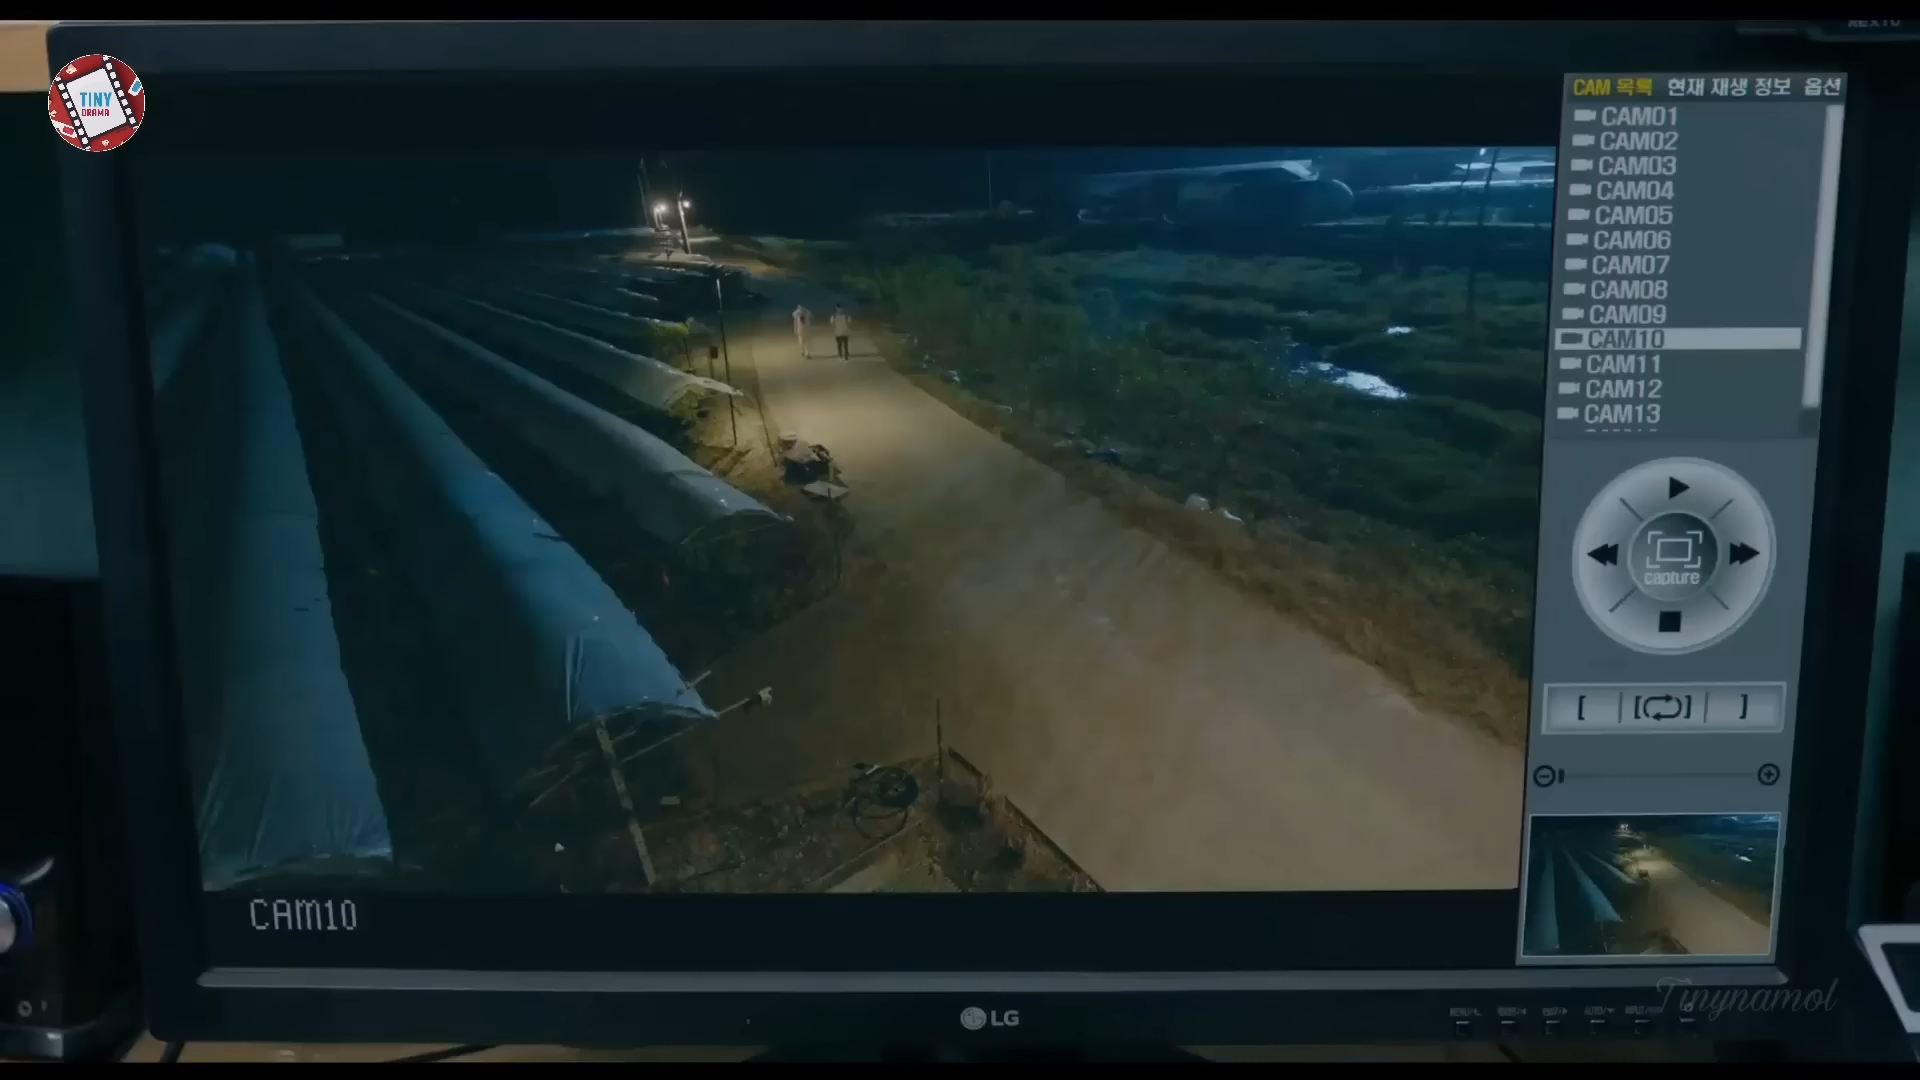 TINY
DRAMA
CAM 목록 현재 재생 정보 옵션
CAM01
CAM02
CAM03
CAM04
CAM05
CAM06
CAM07
CAM08
CAM09
CAM10
CAM11
CAM12
CAM13
capture
[ [ ] ]
CAM10
LG
Tinynamol